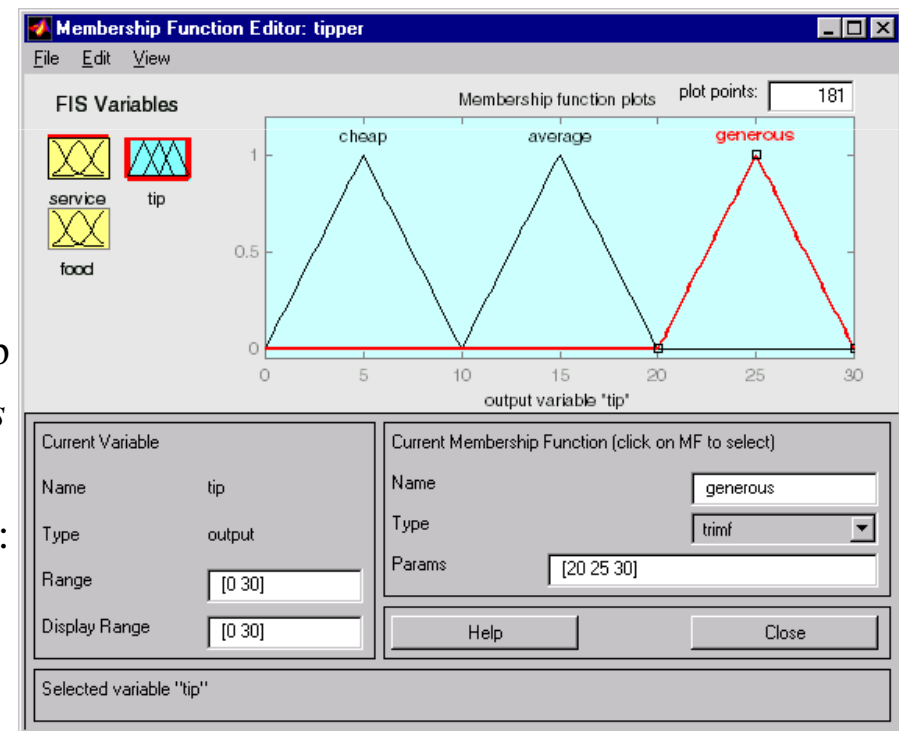 Membership Function Editor: tipper
File Edit View
FIS Variables
Membership function plots plot points: 181
cheap average generous
1
service tip
0.5
food
0
0 5 10 15 20 25 30
output variable "tip"
Current Variable
Name tip
Type output
Range [0 30]
Display Range [0 30]
Current Membership Function (click on MF to select)
Name generous
Type trimf
Params [20 25 30]
Help Close
Selected variable "tip"
s
: